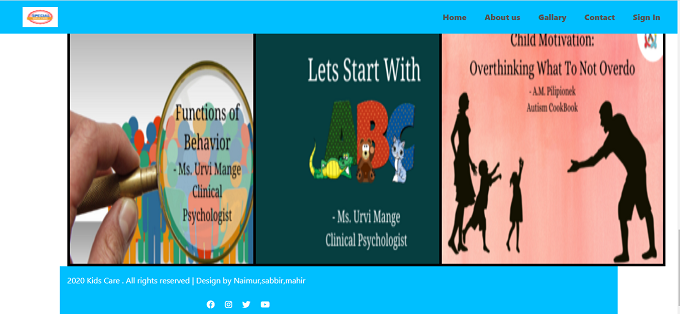 SPECIAL
Home About us Gallary Contact Sign In
Functions of
Behavior
- Ms. Urvi Mange
Clinical
Psychologist
Lets Start With
ABC
- Ms. Urvi Mange
Clinical Psychologist
Child Motivation:
Overthinking What To Not Overdo
- A.M. Pilipionek
Autism CookBook
2020 Kids Care . All rights reserved | Design by Naimur,sabbir,mahir